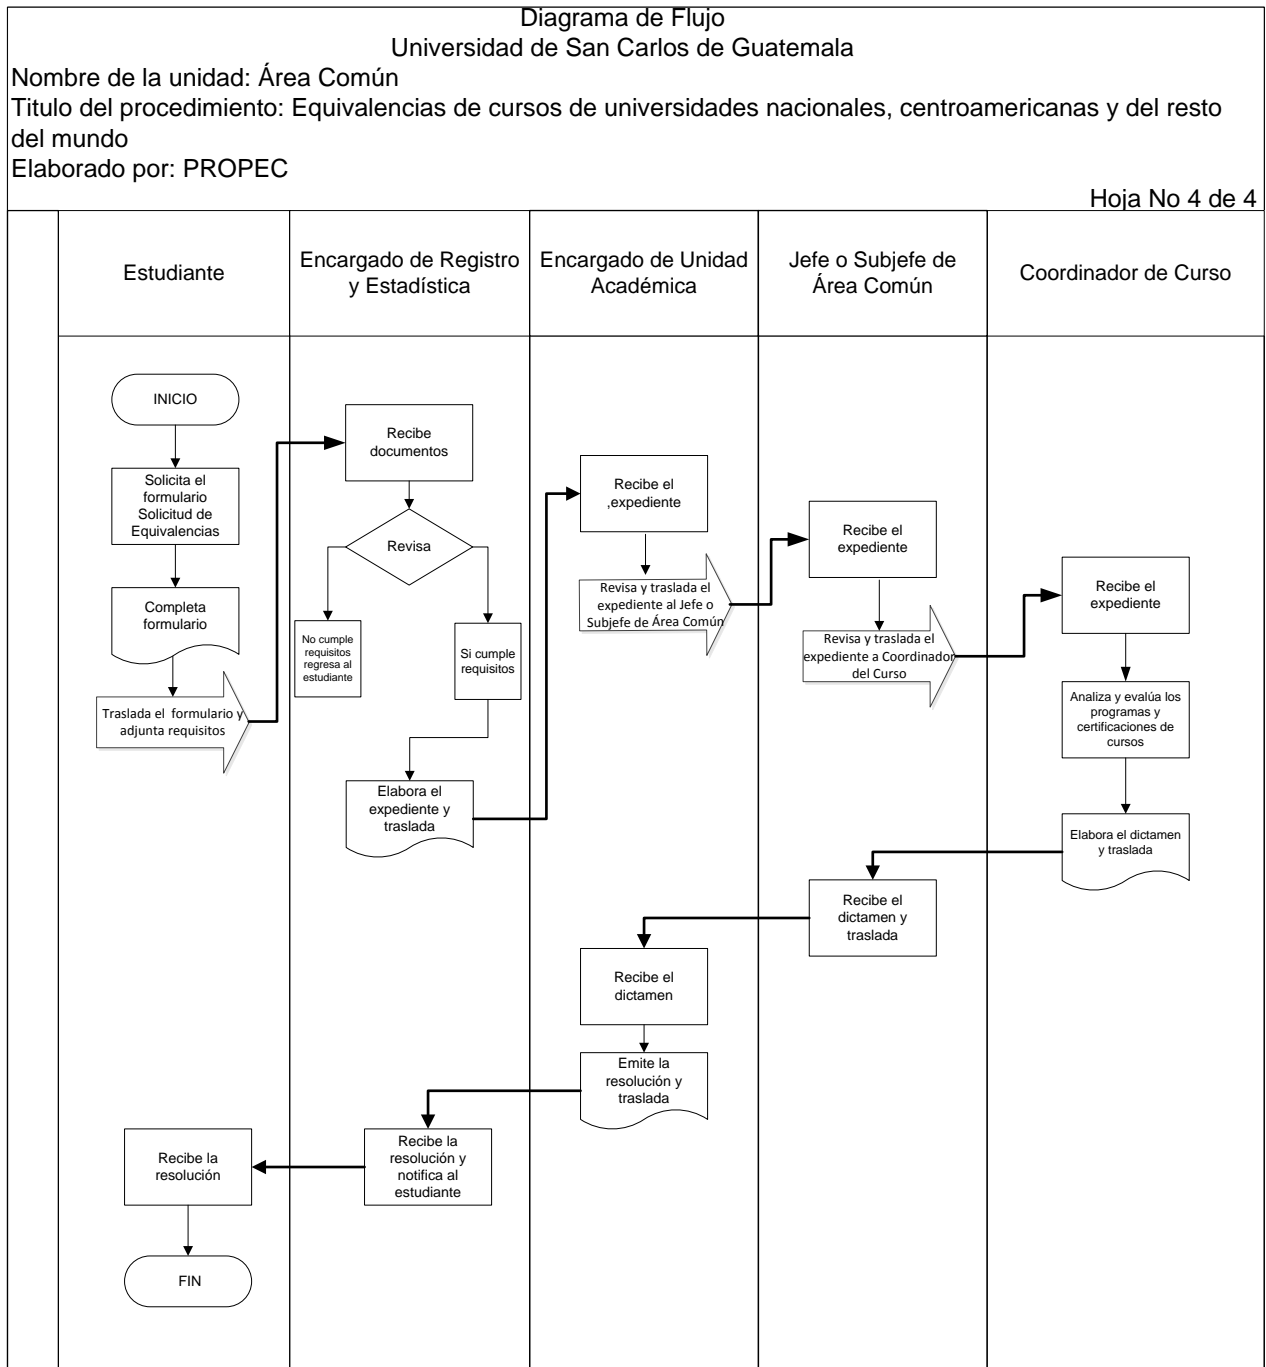 Diagrama de Flujo
Universidad de San Carlos de Guatemala
Nombre de la unidad: Área Común
Titulo del procedimiento: Equivalencias de cursos de universidades nacionales, centroamericanas y del resto
del mundo
Elaborado por: PROPEC
Hoja No 4 de 4
Estudiante
Encargado de Registro
y Estadística
Encargado de Unidad
Académica
Jefe o Subjefe de
Área Común
Coordinador de Curso
INICIO
Solicita el
formulario
Solicitud de
Equivalencias
Completa
formulario
Traslada el formulario y
adjunta requisitos
Recibe
documentos
Revisa
No cumple
requisitos
regresa al
estudiante
Si cumple
requisitos
Elabora el
expediente y
traslada
Recibe el
,expediente
Revisa y traslada el
expediente al Jefe o
Subjefe de Área Común
Recibe el
expediente
Revisa y traslada el
expediente a Coordinador
del Curso
Recibe el
expediente
Analiza y evalúa los
programas y
certificaciones de
cursos
Elabora el dictamen
y traslada
Recibe el
dictamen y
traslada
Recibe el
dictamen
Emite la
resolución y
traslada
Recibe la
resolución y
notifica al
estudiante
Recibe la
resolución
FIN